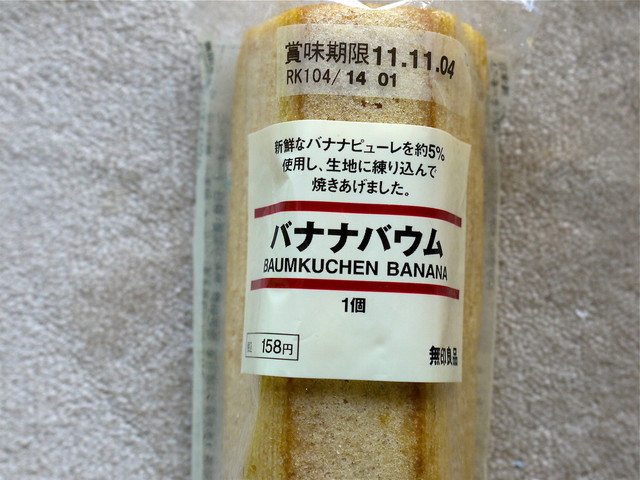 賞味期限 11.11.04
RK104/ 14 01
新鮮なバナナピューレを約5%
使用し、生地に練り込んで
焼きあげました。
バナナバウム
BAUMKUCHEN BANANA
1個
158円
無印良品